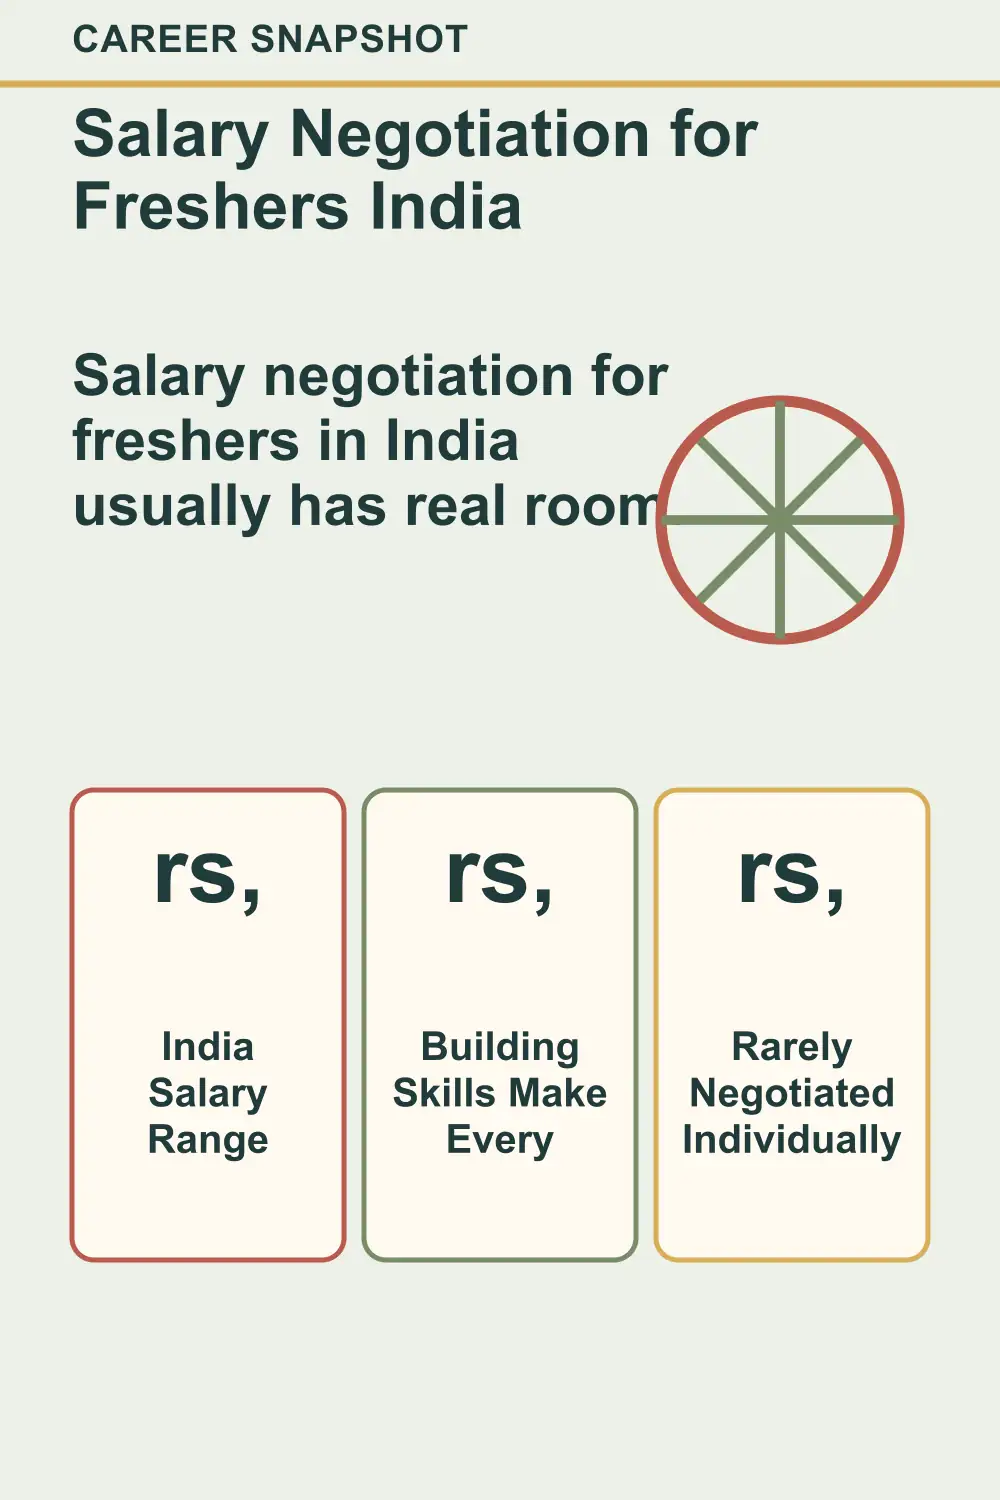 CAREER SNAPSHOT
Salary Negotiation for
Freshers India
Salary negotiation for
freshers in India
usually has real room
rs,
India
Salary
Range
rs,
Building
Skills Make
Every
rs,
Rarely
Negotiated
Individually